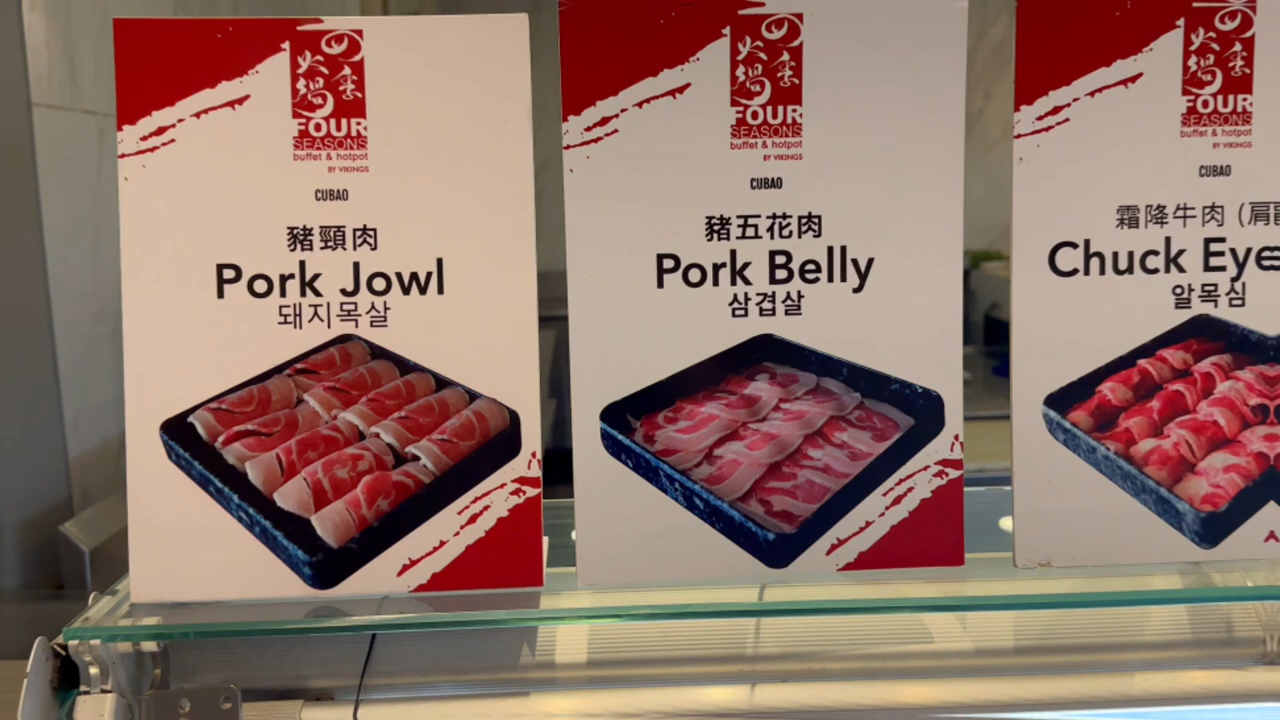 四季
火鍋
FOUR
SEASONS
buffet & hotpot
BY VIKINGS
CUBAO
豬頸肉
Pork Jowl
돼지목살
四季
火鍋
FOUR
SEASONS
buffet & hotpot
BY VIKINGS
CUBAO
豬五花肉
Pork Belly
삼겹살
四季
火鍋
FOUR
SEASONS
buffet & hotpot
BY VIKINGS
CUBAO
霜降牛肉 (肩
Chuck Eye
알목심